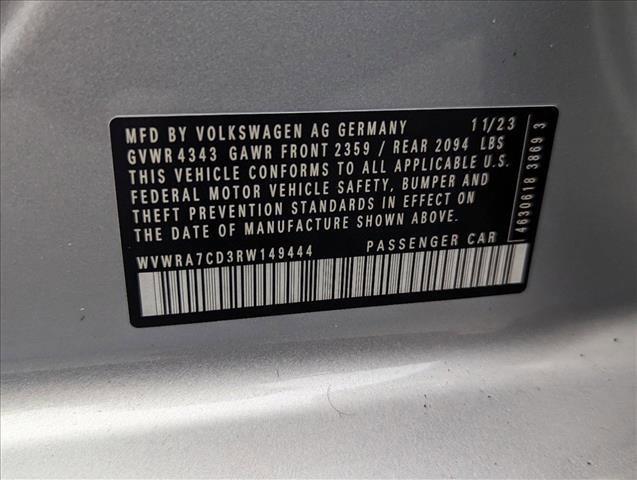 MFD BY VOLKSWAGEN AG GERMANY 11/23
GVWR 4343 GAWR FRONT 2359 / REAR 2094 LBS
THIS VEHICLE CONFORMS TO ALL APPLICABLE U.S.
FEDERAL MOTOR VEHICLE SAFETY, BUMPER AND
THEFT PREVENTION STANDARDS IN EFFECT ON
THE DATE OF MANUFACTURE SHOWN ABOVE.
WVWRA7CD3RW149444 PASSENGER CAR
4630618 3869 3